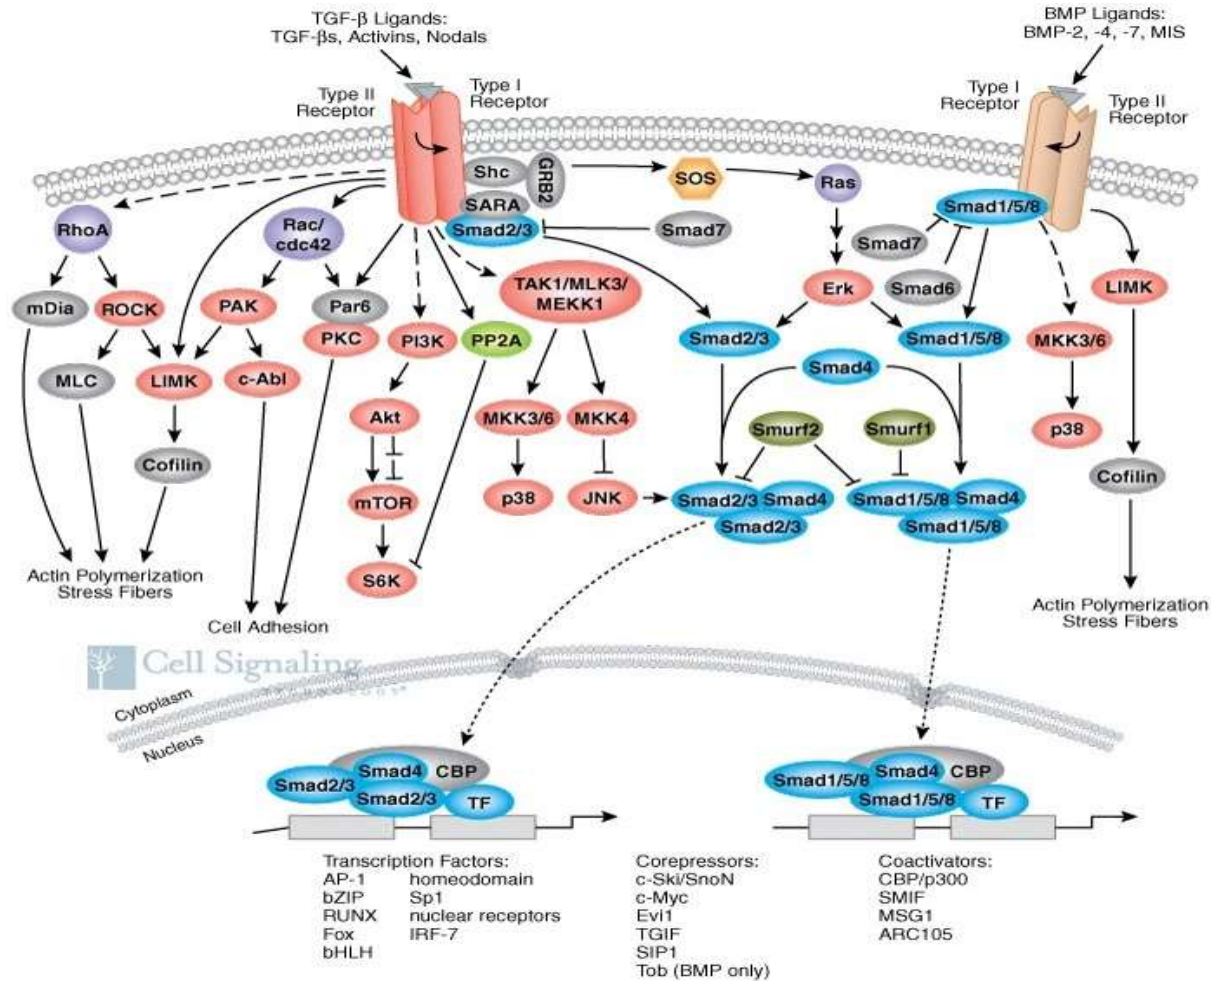 TGF-β Ligands:
TGF-βs, Activins, Nodals
BMP Ligands:
BMP-2, -4, -7, MIS
Type II
Receptor
Type I
Receptor
Type I
Receptor
Type II
Receptor
Shc
GRB2
SOS
Ras
SARA
Smad2/3
Smad7
Smad1/5/8
RhoA
Rac/
cdc42
Smad7
Smad6
TAK1/MLK3/
MEKK1
Erk
LIMK
mDia
ROCK
PAK
Par6
PKC
PI3K
PP2A
Smad2/3
Smad1/5/8
MKK3/6
MLC
LIMK
c-Abl
Smad4
Akt
MKK3/6
MKK4
Smurf2
Smurf1
p38
Cofilin
mTOR
p38
JNK
Smad2/3
Smad4
Smad2/3
Smad1/5/8
Smad4
Smad1/5/8
Cofilin
S6K
Actin Polymerization
Stress Fibers
Cell Adhesion
Actin Polymerization
Stress Fibers
Cell Signaling
TECHNOLOGY®
Cytoplasm
Nucleus
Smad2/3
Smad4
CBP
Smad2/3
TF
Smad1/5/8
Smad4
CBP
Smad1/5/8
TF
Transcription Factors:
AP-1 homeodomain
bZIP Sp1
RUNX nuclear receptors
Fox IRF-7
bHLH
Corepressors:
c-Ski/SnoN
c-Myc
Evi1
TGIF
SIP1
Tob (BMP only)
Coactivators:
CBP/p300
SMIF
MSG1
ARC105